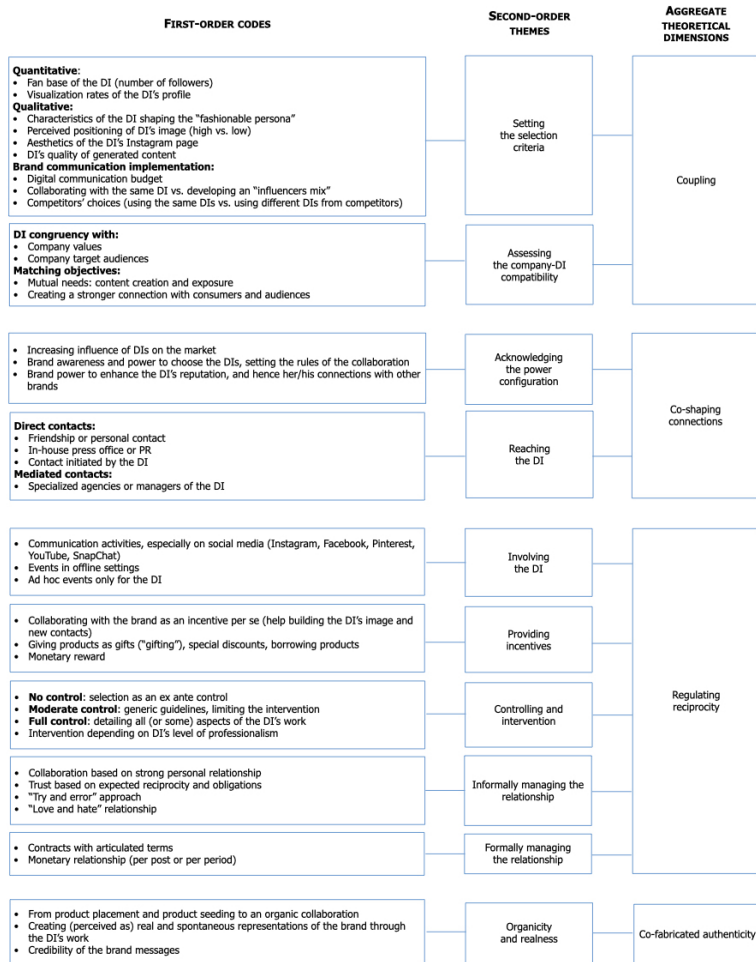 FIRST-ORDER CODES
SECOND-ORDER
THEMES
AGGREGATE
THEORETICAL
DIMENSIONS
Quantitative:
• Fan base of the DI (number of followers)
• Visualization rates of the DI's profile
Qualitative:
• Characteristics of the DI shaping the "fashionable persona"
• Perceived positioning of DI's image (high vs. low)
• Aesthetics of the DI's Instagram page
• DI's quality of generated content
Brand communication implementation:
• Digital communication budget
• Collaborating with the same DI vs. developing an "influencers mix"
• Competitors' choices (using the same DIs vs. using different DIs from competitors)
Setting
the selection
criteria
Coupling
DI congruency with:
• Company values
• Company target audiences
Matching objectives:
• Mutual needs: content creation and exposure
• Creating a stronger connection with consumers and audiences
Assessing
the company-DI
compatibility
• Increasing influence of DIs on the market
• Brand awareness and power to choose the DIs, setting the rules of the collaboration
• Brand power to enhance the DI's reputation, and hence her/his connections with other
brands
Acknowledging
the power
configuration
Co-shaping
connections
Direct contacts:
• Friendship or personal contact
• In-house press office or PR
• Contact initiated by the DI
Mediated contacts:
• Specialized agencies or managers of the DI
Reaching
the DI
• Communication activities, especially on social media (Instagram, Facebook, Pinterest,
YouTube, SnapChat)
• Events in offline settings
• Ad hoc events only for the DI
Involving
the DI
• Collaborating with the brand as an incentive per se (help building the DI's image and
new contacts)
• Giving products as gifts ("gifting"), special discounts, borrowing products
• Monetary reward
Providing
incentives
Regulating
reciprocity
• No control: selection as an ex ante control
• Moderate control: generic guidelines, limiting the intervention
• Full control: detailing all (or some) aspects of the DI's work
• Intervention depending on DI's level of professionalism
Controlling and
intervention
• Collaboration based on strong personal relationship
• Trust based on expected reciprocity and obligations
• "Try and error" approach
• "Love and hate" relationship
Informally managing the
relationship
• Contracts with articulated terms
• Monetary relationship (per post or per period)
Formally managing
the relationship
• From product placement and product seeding to an organic collaboration
• Creating (perceived as) real and spontaneous representations of the brand through
the DI's work
• Credibility of the brand messages
Organicity
and realness
Co-fabricated authenticity